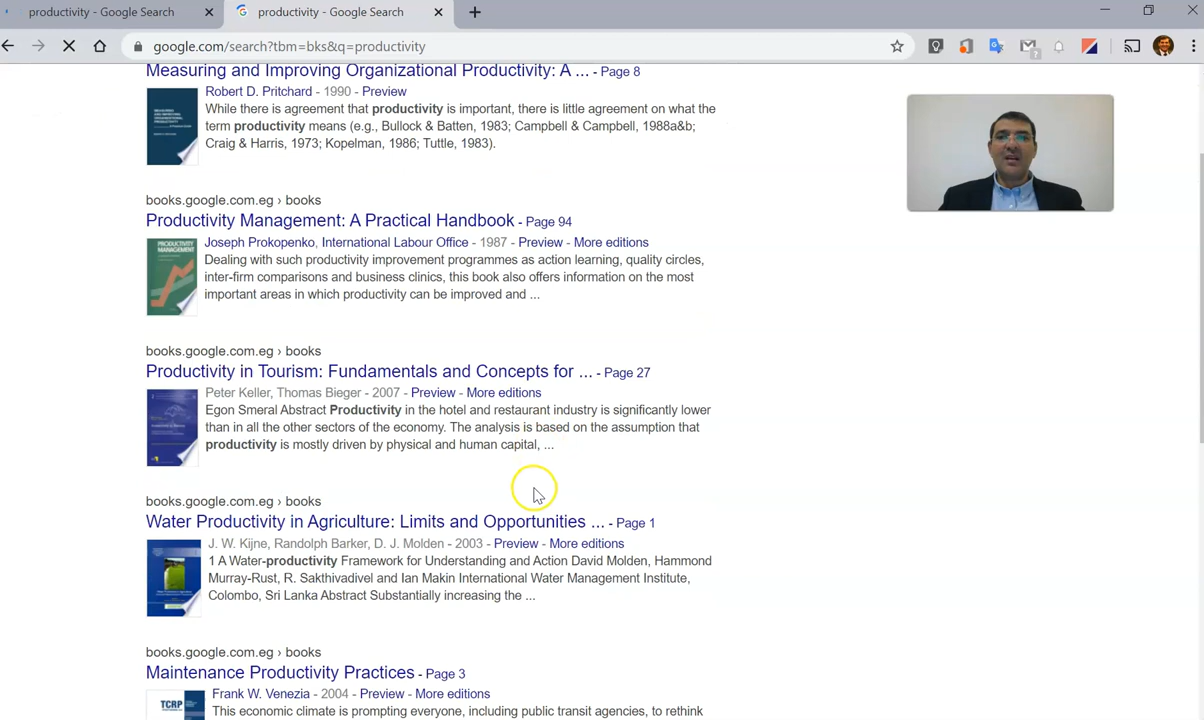 productivity - Google Search
productivity - Google Search
google.com/search?tbm=bks&q=productivity
Measuring and Improving Organizational Productivity: A ... - Page 8
Robert D. Pritchard - 1990 - Preview
While there is agreement that productivity is important, there is little agreement on what the
term productivity means (e.g., Bullock & Batten, 1983; Campbell & Campbell, 1988a&b;
Craig & Harris, 1973; Kopelman, 1986; Tuttle, 1983).
books.google.com.eg › books
Productivity Management: A Practical Handbook - Page 94
PRODUCTIVITY
MANAGEMENT
Joseph Prokopenko, International Labour Office - 1987 - Preview - More editions
Dealing with such productivity improvement programmes as action learning, quality circles,
inter-firm comparisons and business clinics, this book also offers information on the most
important areas in which productivity can be improved and ...
books.google.com.eg › books
Productivity in Tourism: Fundamentals and Concepts for ... - Page 27
Peter Keller, Thomas Bieger - 2007 - Preview - More editions
Egon Smeral Abstract Productivity in the hotel and restaurant industry is significantly lower
than in all the other sectors of the economy. The analysis is based on the assumption that
productivity is mostly driven by physical and human capital, ...
books.google.com.eg › books
Water Productivity in Agriculture: Limits and Opportunities ... - Page 1
J. W. Kijne, Randolph Barker, D. J. Molden - 2003 - Preview - More editions
1 A Water-productivity Framework for Understanding and Action David Molden, Hammond
Murray-Rust, R. Sakthivadivel and Ian Makin International Water Management Institute,
Colombo, Sri Lanka Abstract Substantially increasing the ...
books.google.com.eg › books
Maintenance Productivity Practices - Page 3
TCRP
Frank W. Venezia - 2004 - Preview - More editions
This economic climate is prompting everyone, including public transit agencies, to rethink